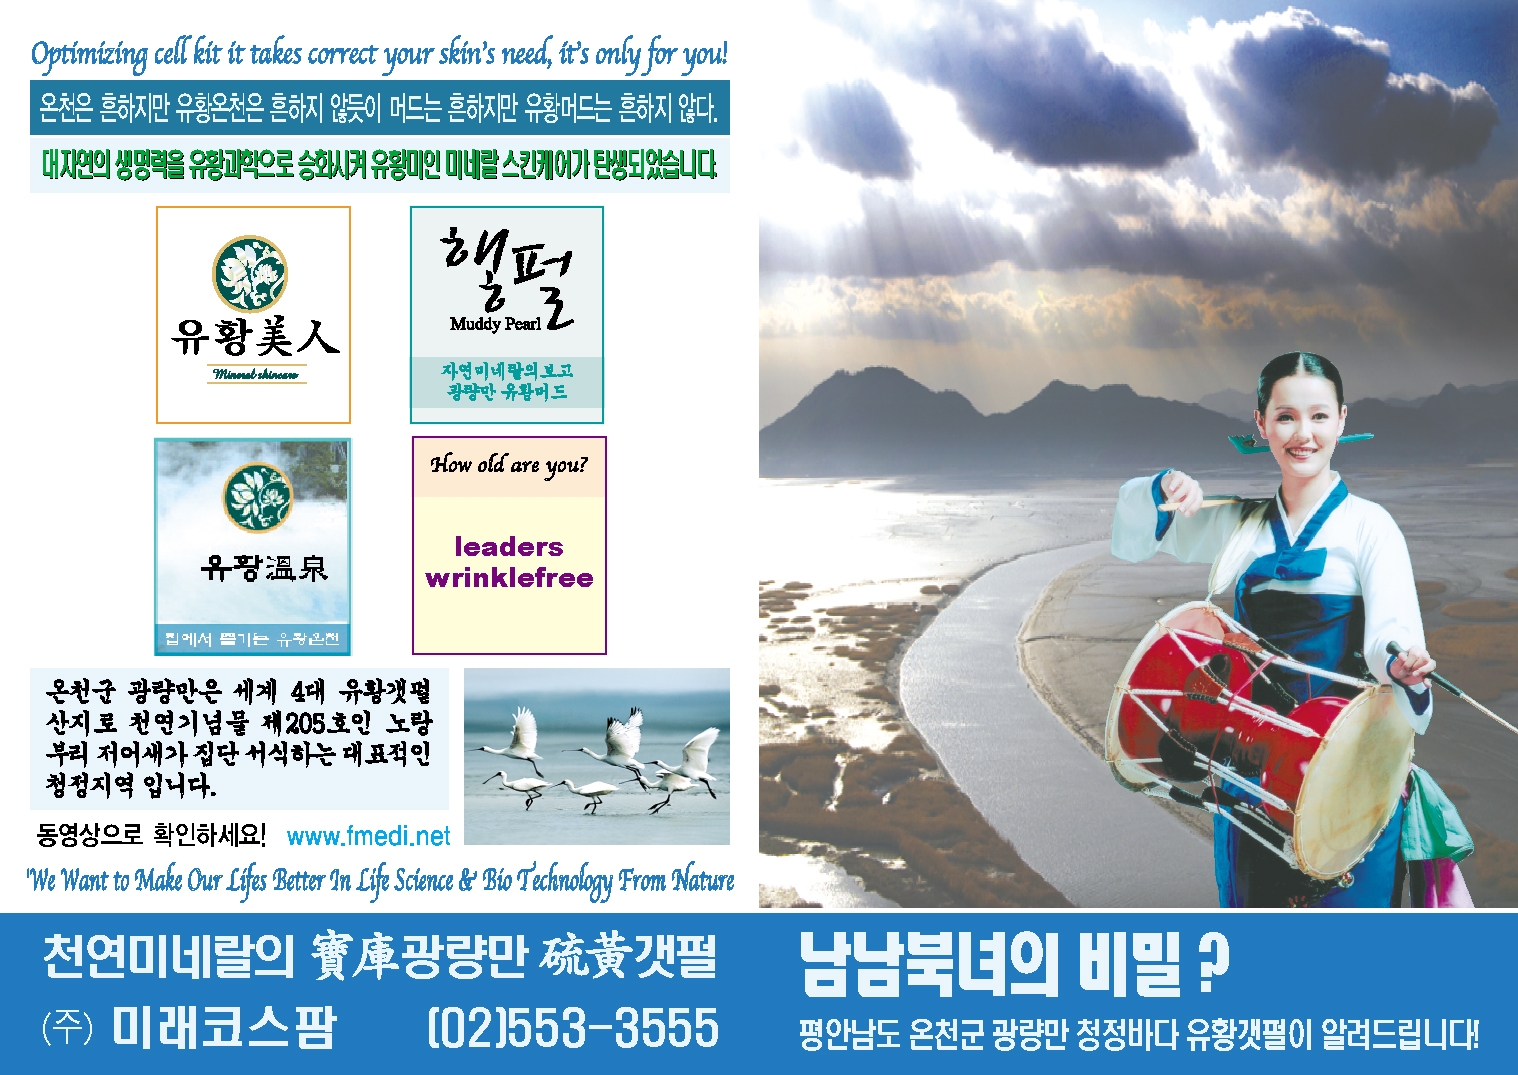 Optimizing cell kit it takes correct your skin's need, it's only for you!
온천은 흔하지만 유황온천은 흔하지 않듯이 머드는 흔하지만 유황머드는 흔하지 않다.
대자연의 생명력을 유황과학으로 승화시켜 유황미인 미네랄 스킨케어가 탄생되었습니다
유황美人
Mineral skincare
햄펄
Muddy Pearl
자연미네랄의보고
광량만 유황머드
유황溫泉
집에서 즐기는 유황온천
How old are you?
leaders
wrinklefree
온천군 광량만은 세계 4대 유황갯펄
산지로 천연기념물 제205호인 노랑
부리 저어새가 집단 서식하는 대표적인
청정지역 입니다.
동영상으로 확인하세요! www.fmedi.net
'We Want to Make Our Lifes Better In Life Science & Bio Technology From Nature
천연미네랄의 寶庫광량만 硫黃갯펄
(주) 미래코스팜 (02)553-3555
남남북녀의 비밀 ?
평안남도 온천군 광량만 청정바다 유황갯펄이 알려드립니다!